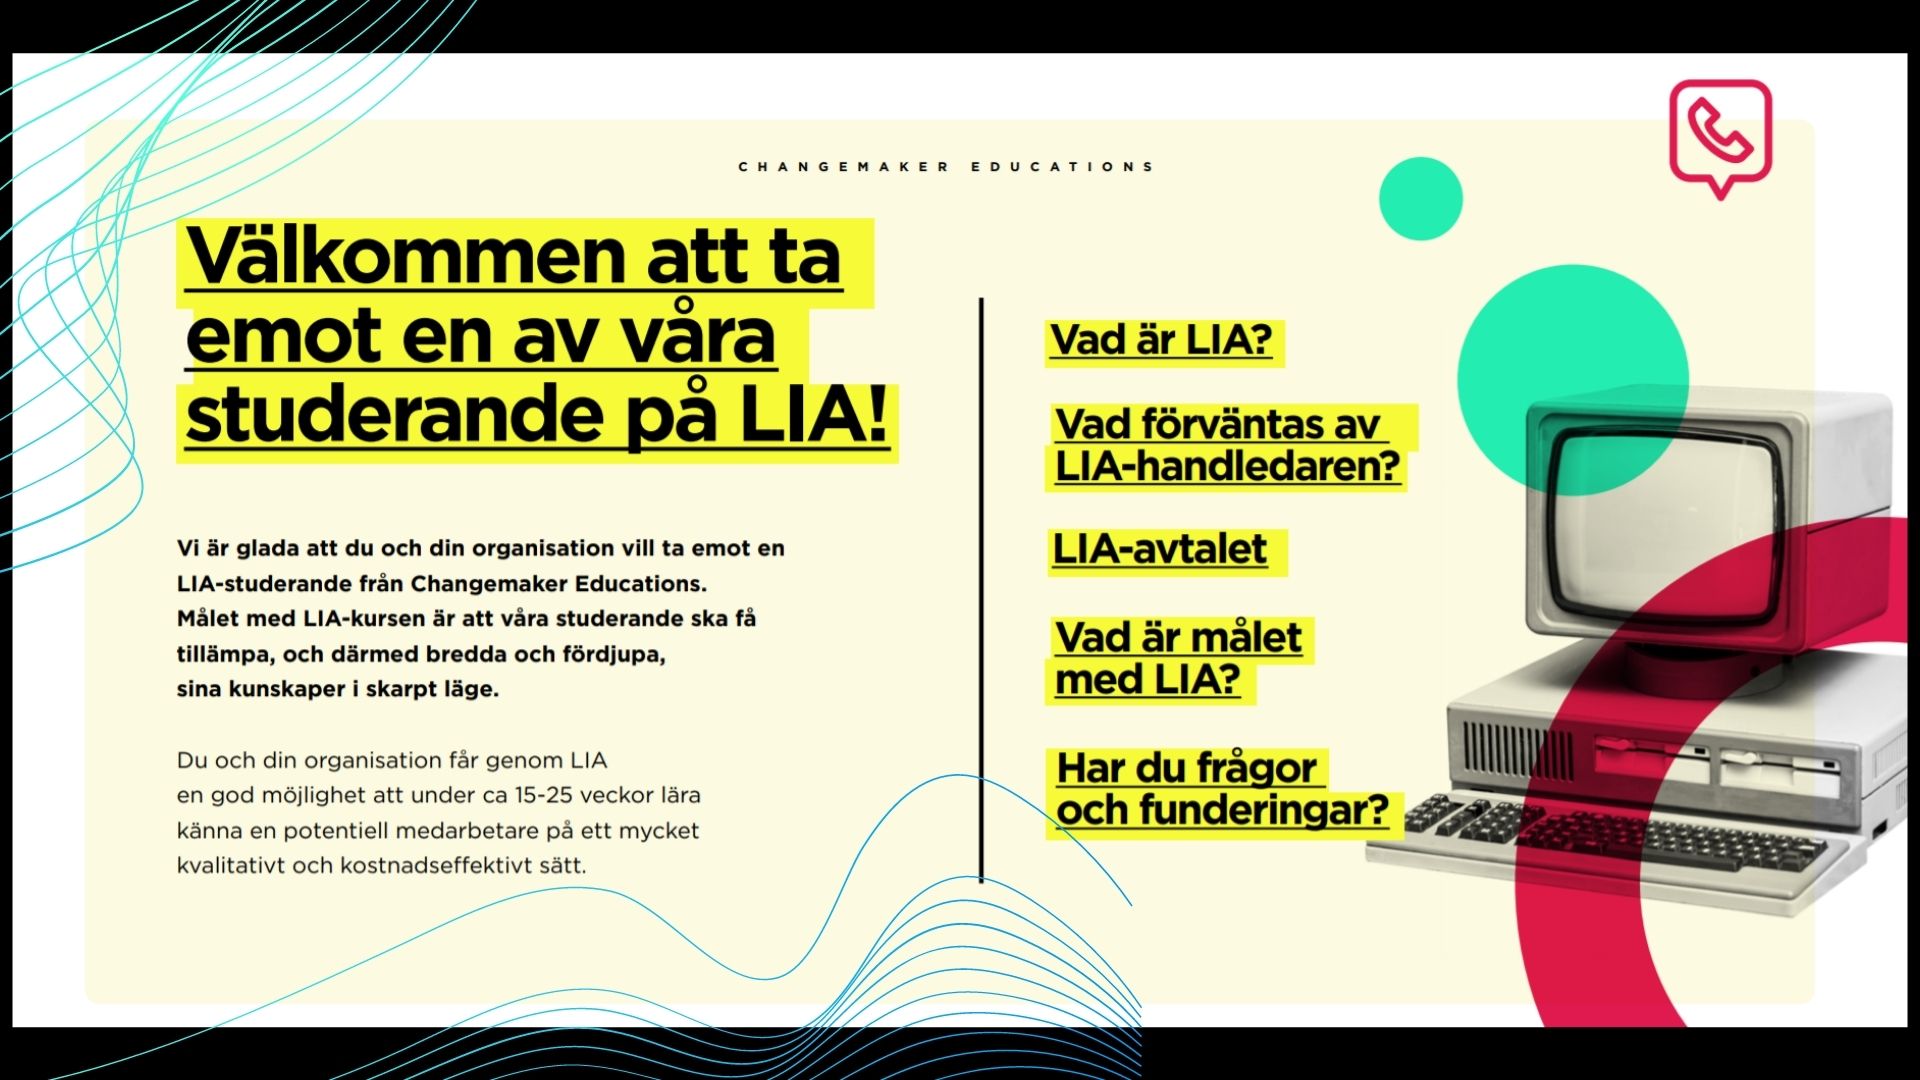 CHANGEMAKER EDUCATIONS
Välkommen att ta
emot en av våra
studerande på LIA!
Vi är glada att du och din organisation vill ta emot en
LIA-studerande från Changemaker Educations.
Målet med LIA-kursen är att våra studerande ska få
tillämpa, och därmed bredda och fördjupa,
sina kunskaper i skarpt läge.
Du och din organisation får genom LIA
en god möjlighet att under ca 15-25 veckor lära
känna en potentiell medarbetare på ett mycket
kvalitativt och kostnadseffektivt sätt.
Vad är LIA?
Vad förväntas av
LIA-handledaren?
LIA-avtalet
Vad är målet
med LIA?
Har du frågor
och funderingar?